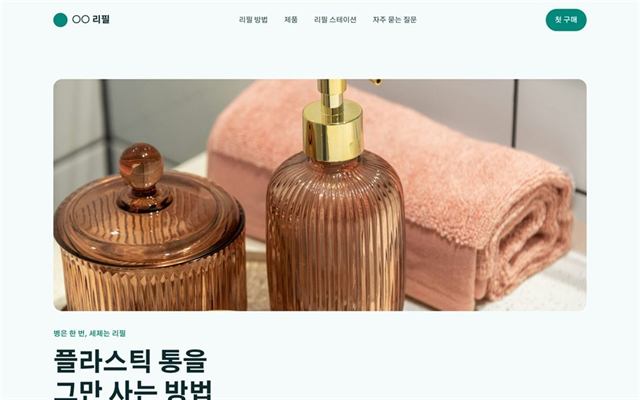 ○○ 리필
리필 방법
제품
리필 스테이션
자주 묻는 질문
첫 구매
병은 한 번, 세제는 리필
플라스틱 통을
그만 사는 방법